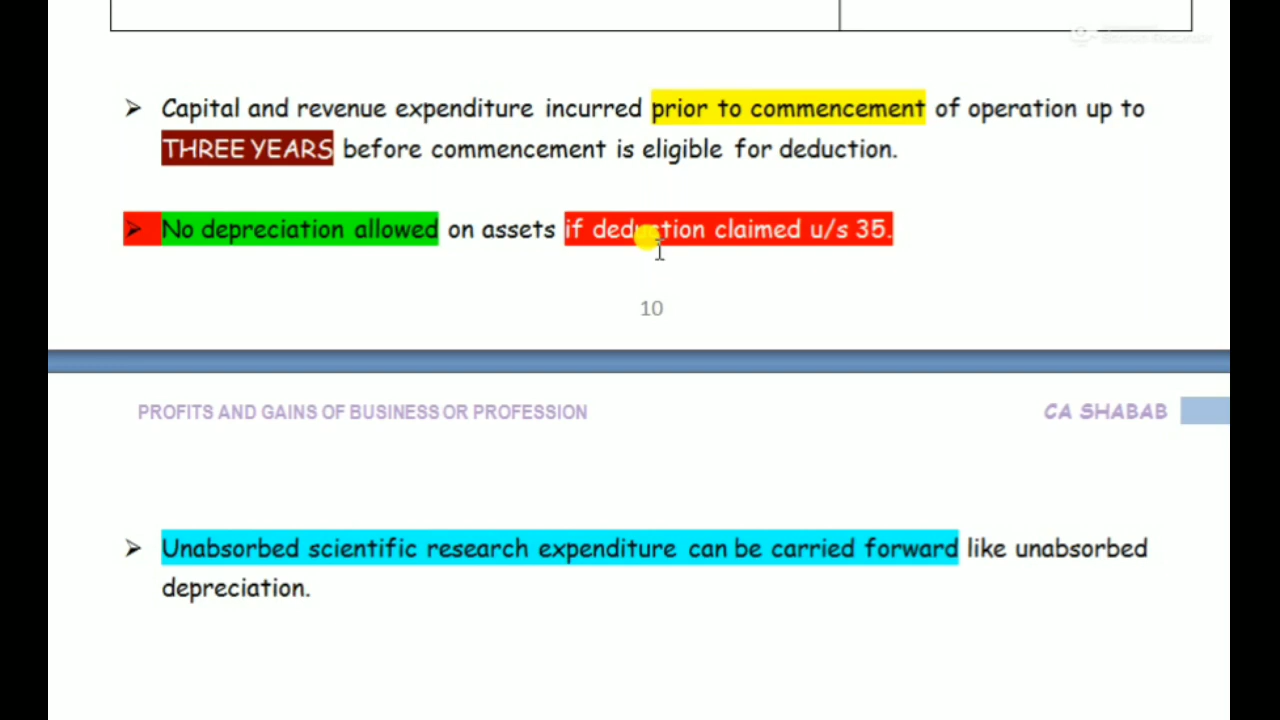 ➢ Capital and revenue expenditure incurred prior to commencement of operation up to
THREE YEARS before commencement is eligible for deduction.
➢ No depreciation allowed on assets if deduction claimed u/s 35.
10
PROFITS AND GAINS OF BUSINESS OR PROFESSION CA SHABAB
➢ Unabsorbed scientific research expenditure can be carried forward like unabsorbed
depreciation.